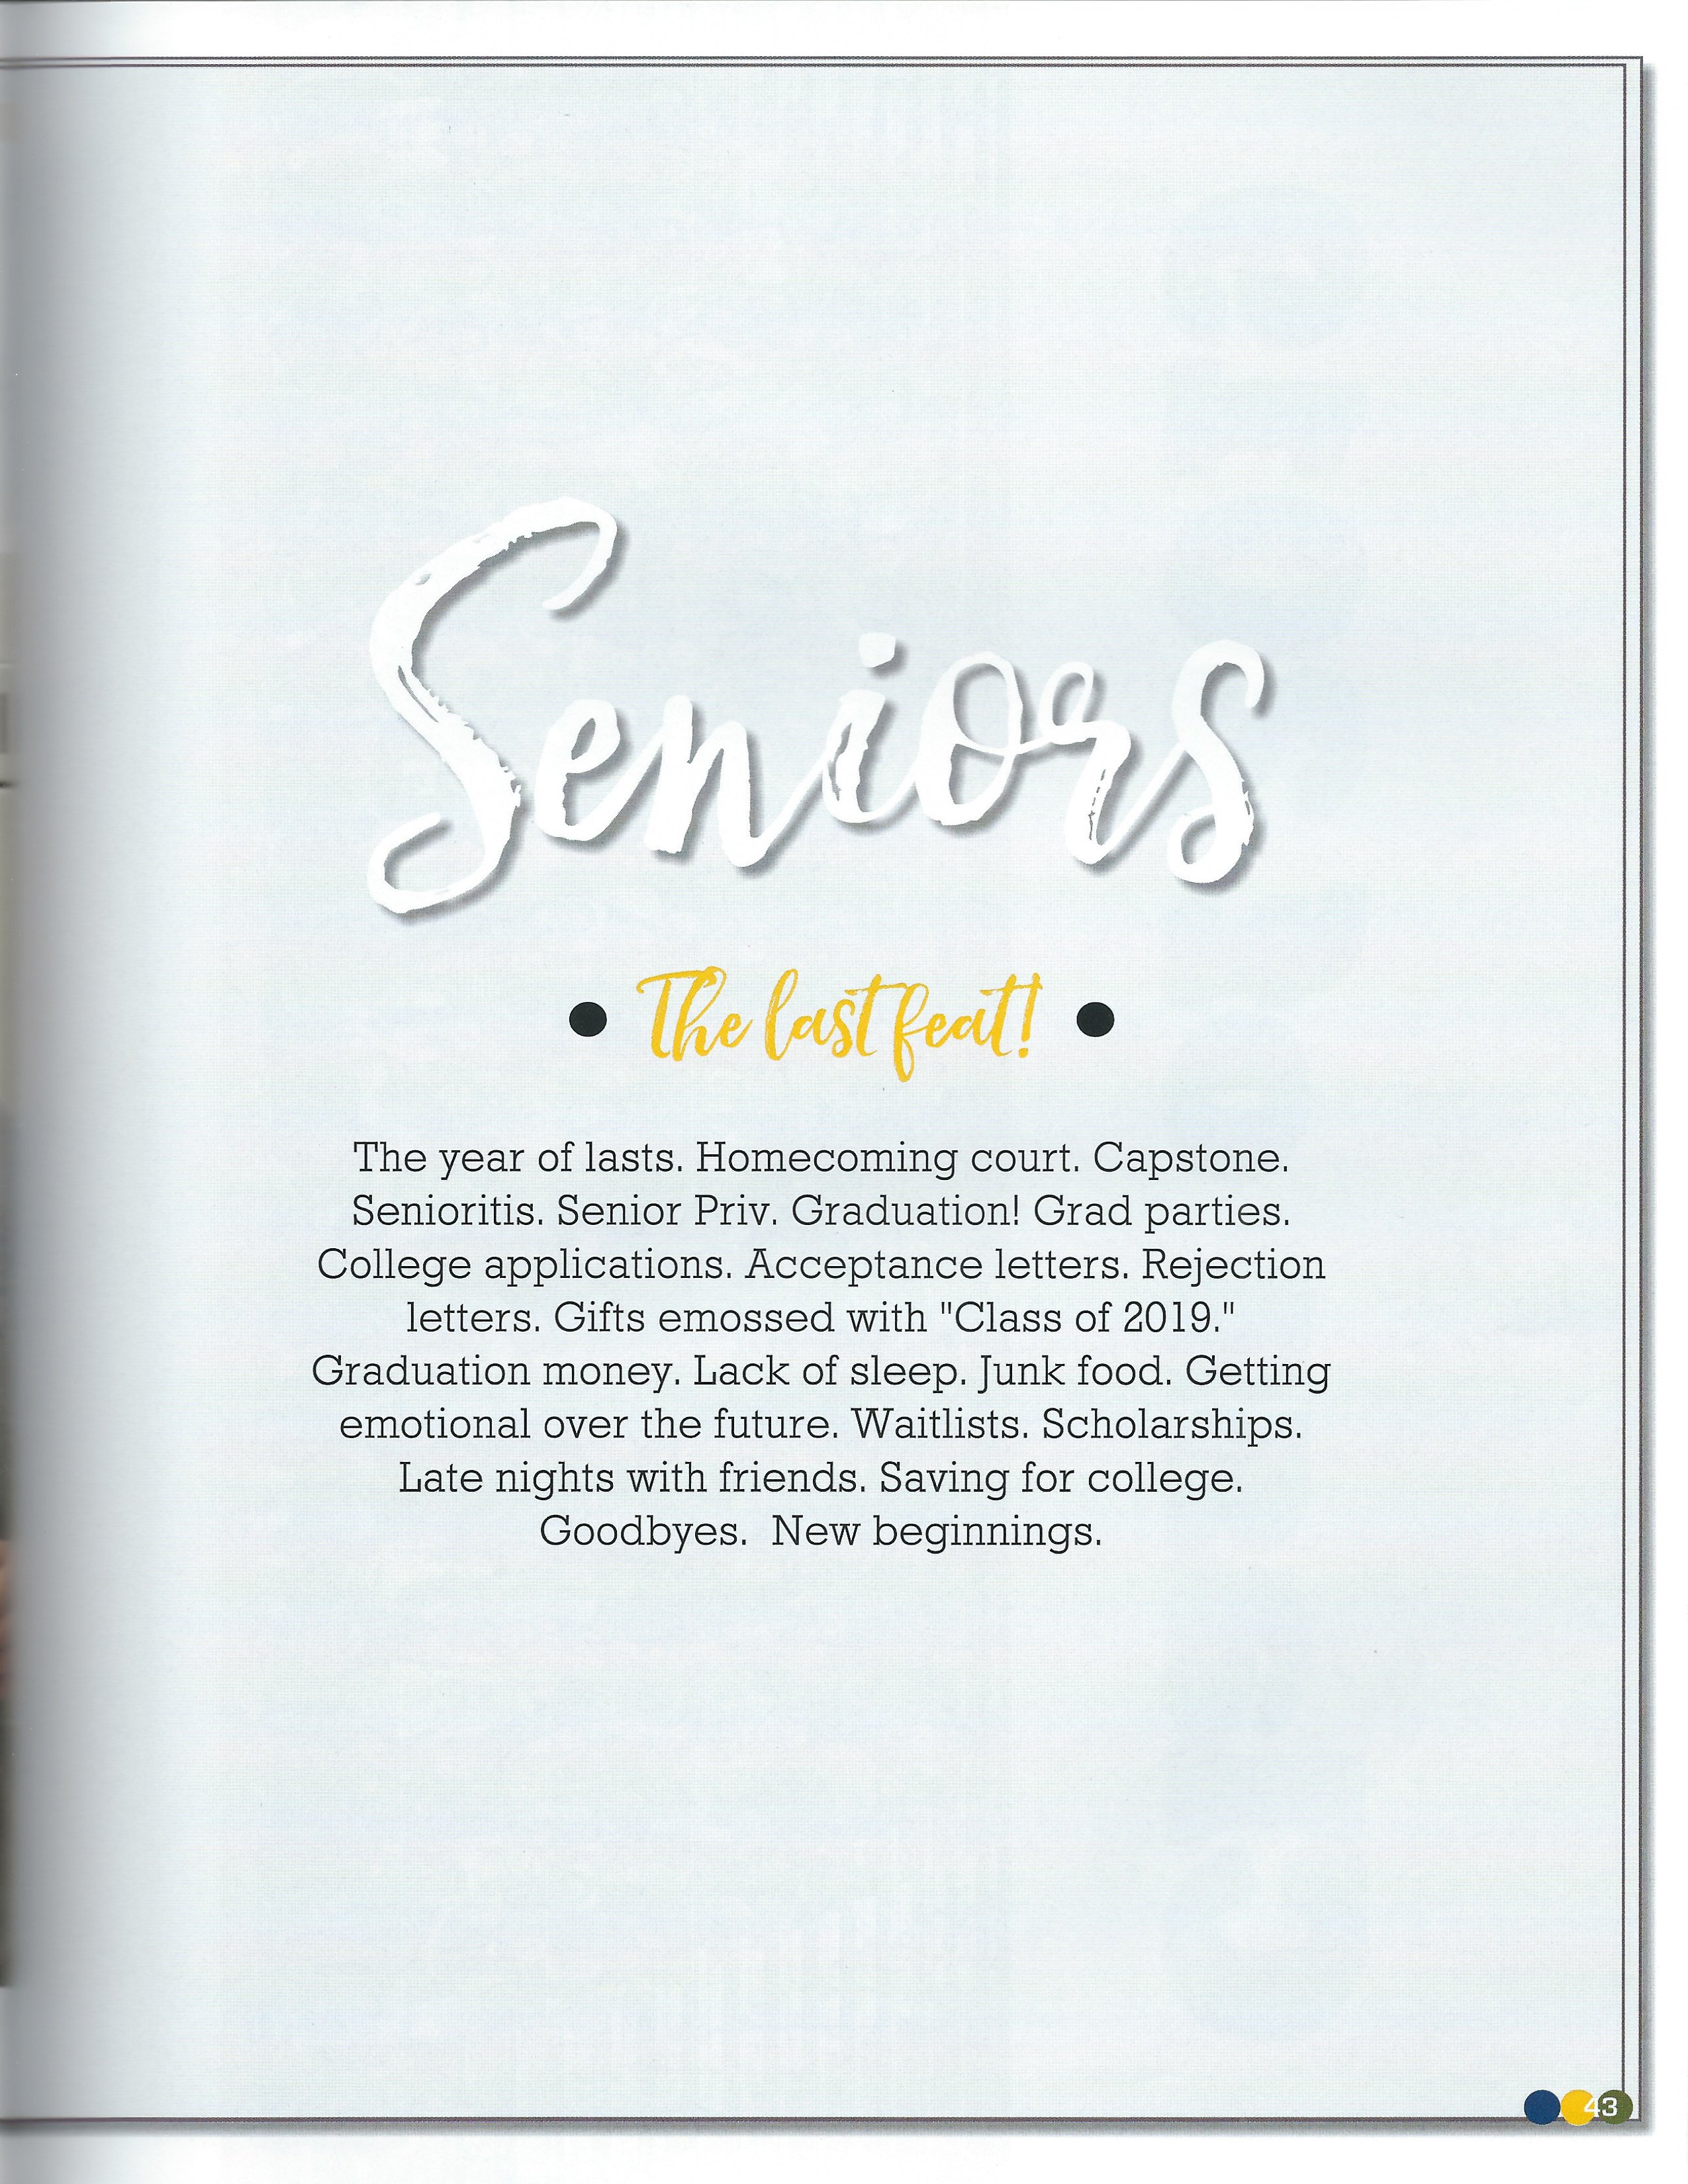 Seniors
The last feat!
The year of lasts. Homecoming court. Capstone.
Senioritis. Senior Priv. Graduation! Grad parties.
College applications. Acceptance letters. Rejection
letters. Gifts emossed with "Class of 2019."
Graduation money. Lack of sleep. Junk food. Getting
emotional over the future. Waitlists. Scholarships.
Late nights with friends. Saving for college.
Goodbyes.  New beginnings.
43